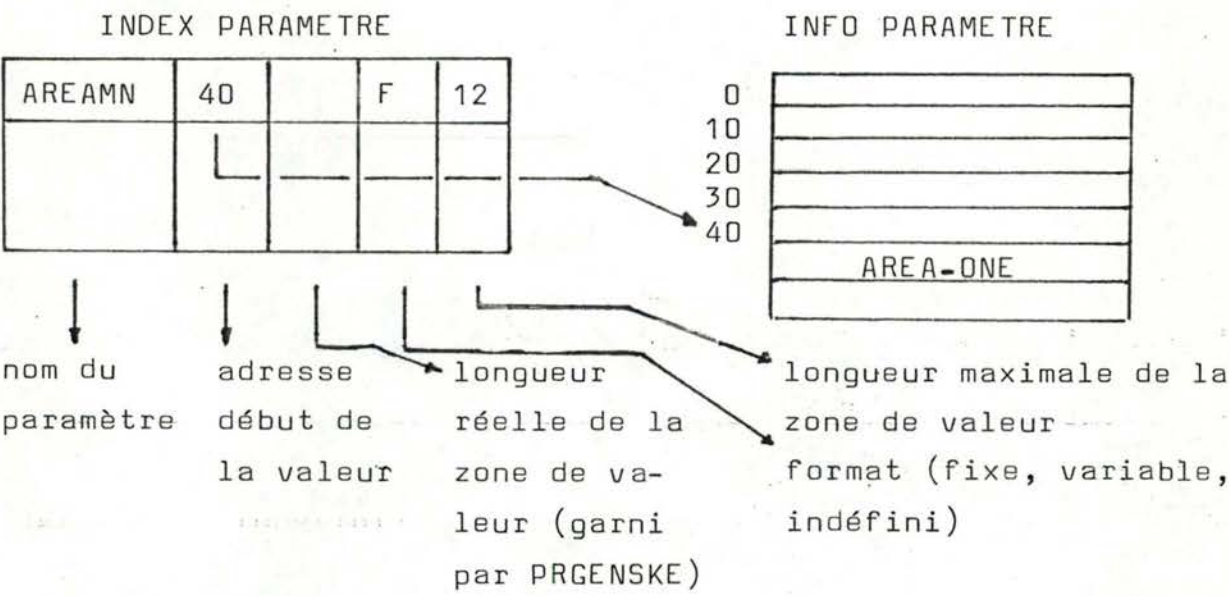 INDEX PARAMETRE
INFO PARAMETRE
AREAMN 40 F 12
0
10
20
30
40
AREA-ONE
nom du
paramètre
adresse
début de
la valeur
longueur
réelle de la
zone de va-
leur (garni
par PRGENSKE)
longueur maximale de la
zone de valeur
format (fixe, variable,
indéfini)